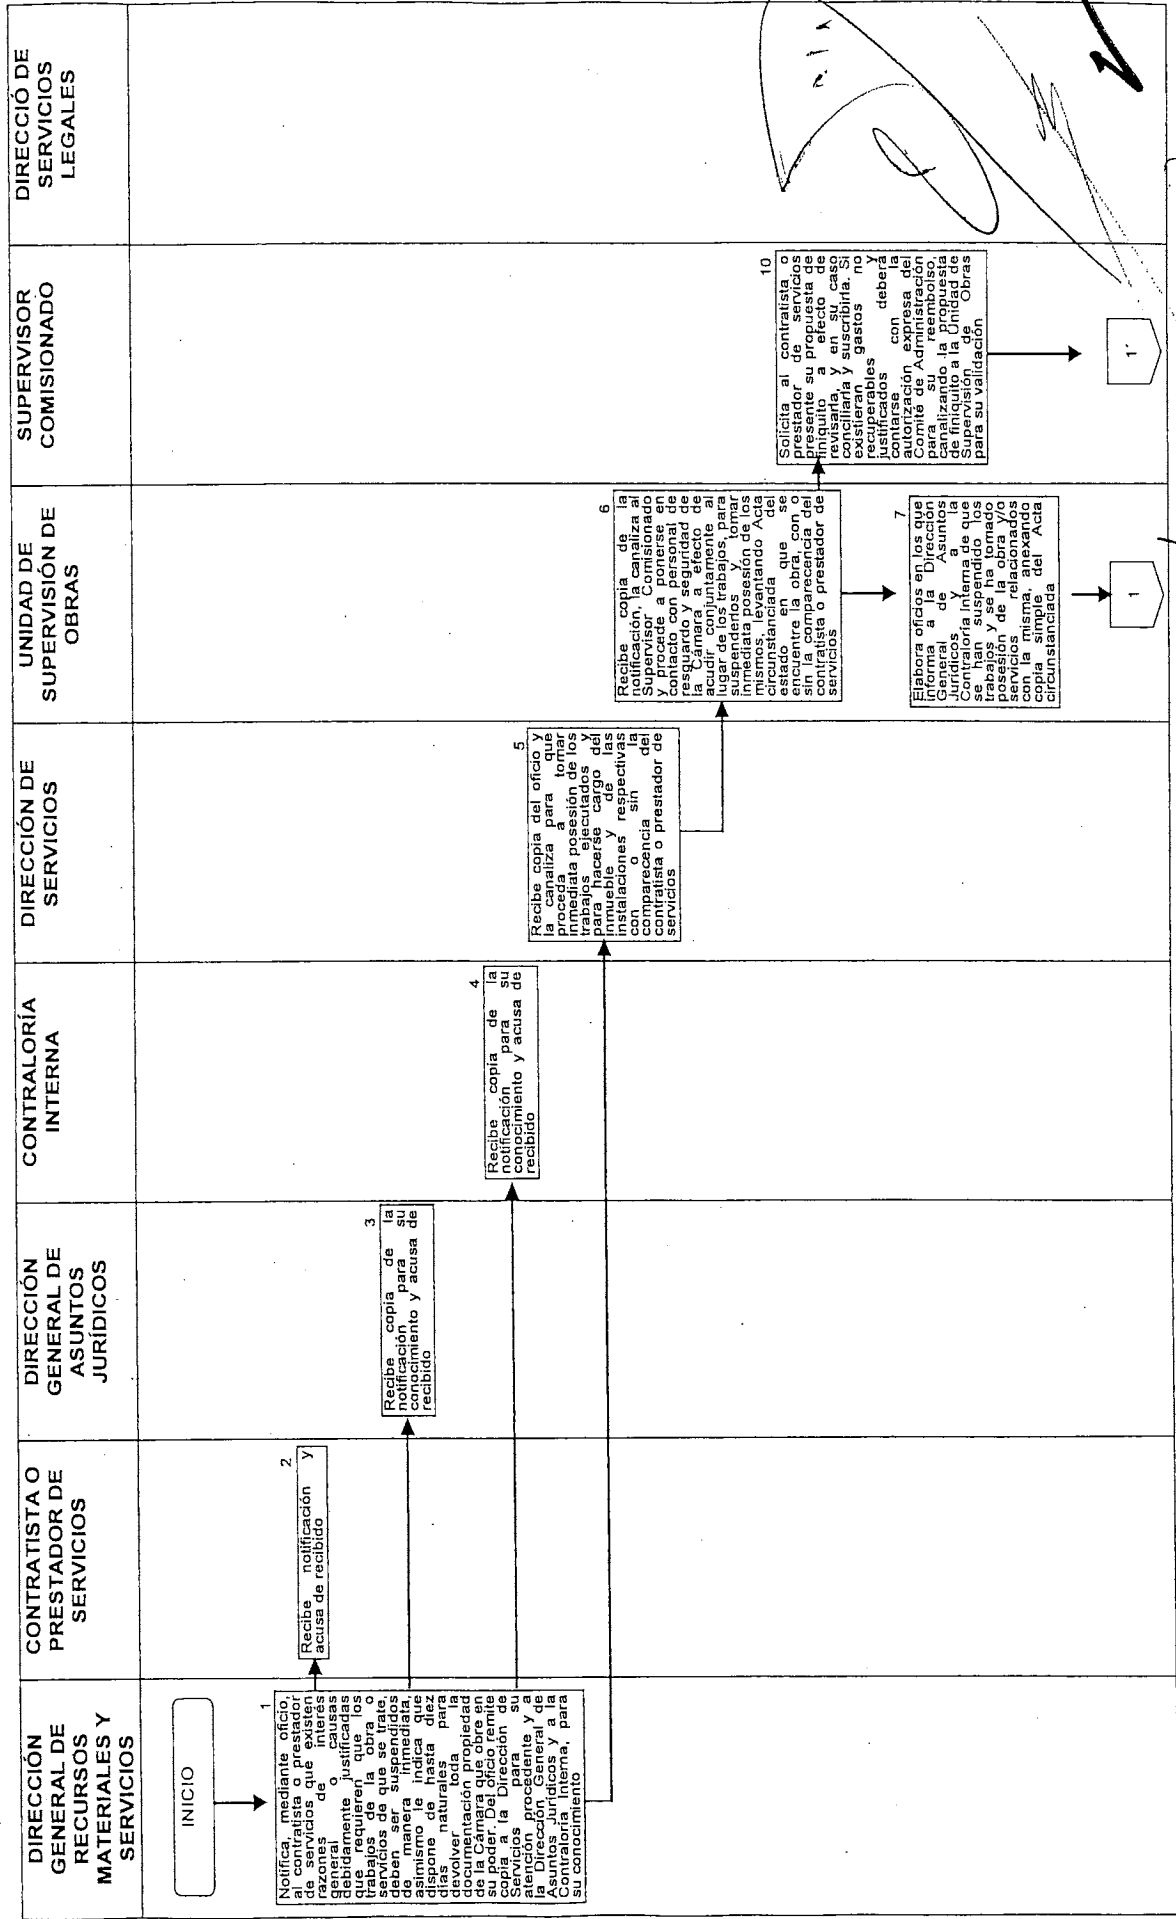 DIRECCIÓN
GENERAL DE
RECURSOS
MATERIALES Y
SERVICIOS
CONTRATISTA O
PRESTADOR DE
SERVICIOS
DIRECCIÓN
GENERAL DE
ASUNTOS
JURÍDICOS
CONTRALORÍA
INTERNA
DIRECCIÓN DE
SERVICIOS
UNIDAD DE
SUPERVISIÓN DE
OBRAS
SUPERVISOR
COMISIONADO
DIRECCIÓ DE
SERVICIOS
LEGALES
INICIO
1
Notifica, mediante oficio,
al contratista o prestador
de servicios que existen
razones de interés
general o causas
debidamente justificadas
que requieren que los
trabajos de la obra o
servicios de que se trate,
deben ser suspendidos
de manera inmediata,
asimismo le indica que
dispone de hasta diez
días naturales para
devolver toda la
documentación propiedad
de la Cámara que obre en
su poder. Del oficio remite
copia a la Dirección de
Servicios para su
atención procedente y a
la Dirección General de
Asuntos Jurídicos y a la
Contraloría Interna, para
su conocimiento
2
Recibe notificación y
acusa de recibido
3
Recibe copia de la
notificación para su
conocimiento y acusa de
recibido
4
Recibe copia de la
notificación para su
conocimiento y acusa de
recibido
5
Recibe copia del oficio y
la canaliza para que
proceda a tomar
inmediata posesión de los
trabajos ejecutados y
para hacerse cargo del
inmueble y de las
instalaciones respectivas
con o sin la
comparecencia del
contratista o prestador de
servicios
6
Recibe copia de la
notificación, la canaliza al
Supervisor Comisionado
y procede a ponerse en
contacto con personal de
resguardo y seguridad de
la Cámara a efecto de
acudir conjuntamente al
lugar de los trabajos, para
suspenderlos y, tomar
inmediata posesión de los
mismos, levantando Acta
circunstanciada del
estado en que se
encuentre la obra, con o
sin la comparecencia del
contratista o prestador de
servicios
7
Elabora oficios en los que
informa a la Dirección
General de Asuntos
Jurídicos y a la
Contraloría Interna de que
se han suspendido los
trabajos y se ha tomado
posesión de la obra y/o
servicios relacionados
con la misma, anexando
copia simple del Acta
circunstanciada
1
10
Solicita al contratista o
prestador de servicios
presente su propuesta de
finiquito a efecto de
revisarla, y en su caso
conciliarla y suscribirla. Si
existieran gastos no
recuperables y
justificados deberá
contarse con la
autorización expresa del
Comité de Administración
para su reembolso,
canalizando la propuesta
de finiquito a la Unidad de
Supervisión de Obras
para su validación
1´